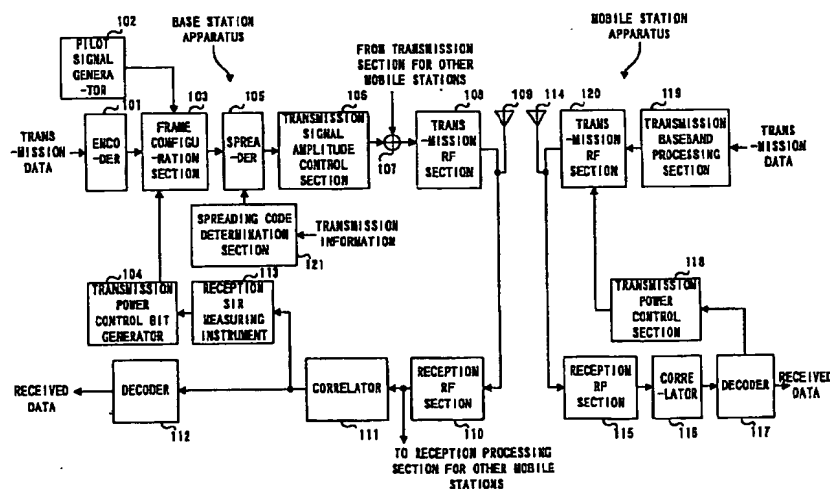 102
PILOT
SIGNAL
GENERA
-TOR
BASE STATION
APPARATUS
FROM TRANSMISSION
SECTION FOR OTHER
MOBILE STATIONS
MOBILE STATION
APPARATUS
101
103
105
106
108
109
114
120
119
TRANS
-MISSION
DATA
ENCO
-DER
FRAME
CONFIGU
-RATION
SECTION
SPREA
-DER
TRANSMISSION
SIGNAL
AMPLITUDE
CONTROL
SECTION
107
TRANS
-MISSION
RF
SECTION
TRANS
-MISSION
RF
SECTION
TRANSMISSION
BASEBAND
PROCESSING
SECTION
TRANS
-MISSION
DATA
SPREADING CODE
DETERMINATION
SECTION
TRANSMISSION
INFORMATION
121
104
TRANSMISSION
POWER
CONTROL BIT
GENERATOR
113
RECEPTION
SIR
MEASURING
INSTRUMENT
118
TRANSMISSION
POWER
CONTROL
SECTION
RECEIVED
DATA
DECODER
112
CORRELATOR
111
RECEPTION
RF
SECTION
110
RECEPTION
RF
SECTION
115
CORRE
-LATOR
116
DECODER
117
RECEIVED
DATA
TO RECEPTION PROCESSING
SECTION FOR OTHER MOBILE
STATIONS